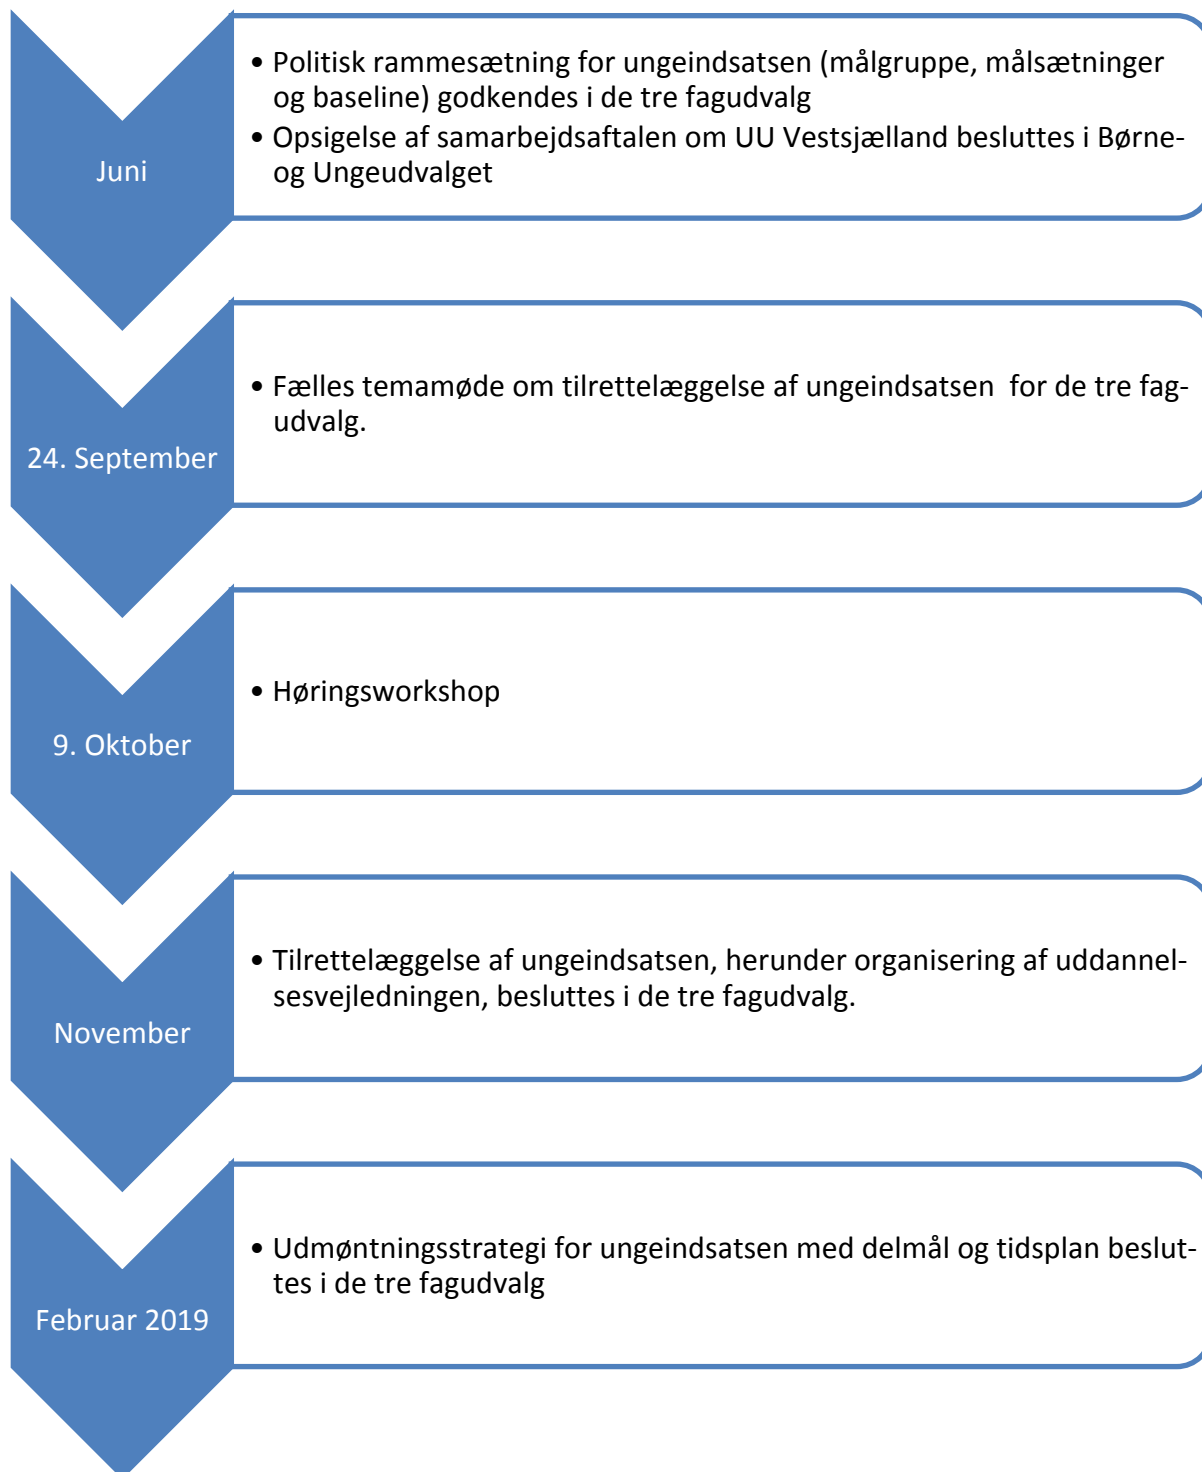 Juni
• Politisk rammesætning for ungeindsatsen (målgruppe, målsætninger
og baseline) godkendes i de tre fagudvalg
• Opsigelse af samarbejdsaftalen om UU Vestsjælland besluttes i Børne-
og Ungeudvalget
24. September
• Fælles temamøde om tilrettelæggelse af ungeindsatsen  for de tre fag-
udvalg.
9. Oktober
• Høringsworkshop
November
• Tilrettelæggelse af ungeindsatsen, herunder organisering af uddannel-
sesvejledningen, besluttes i de tre fagudvalg.
Februar 2019
• Udmøntningsstrategi for ungeindsatsen med delmål og tidsplan beslut-
tes i de tre fagudvalg